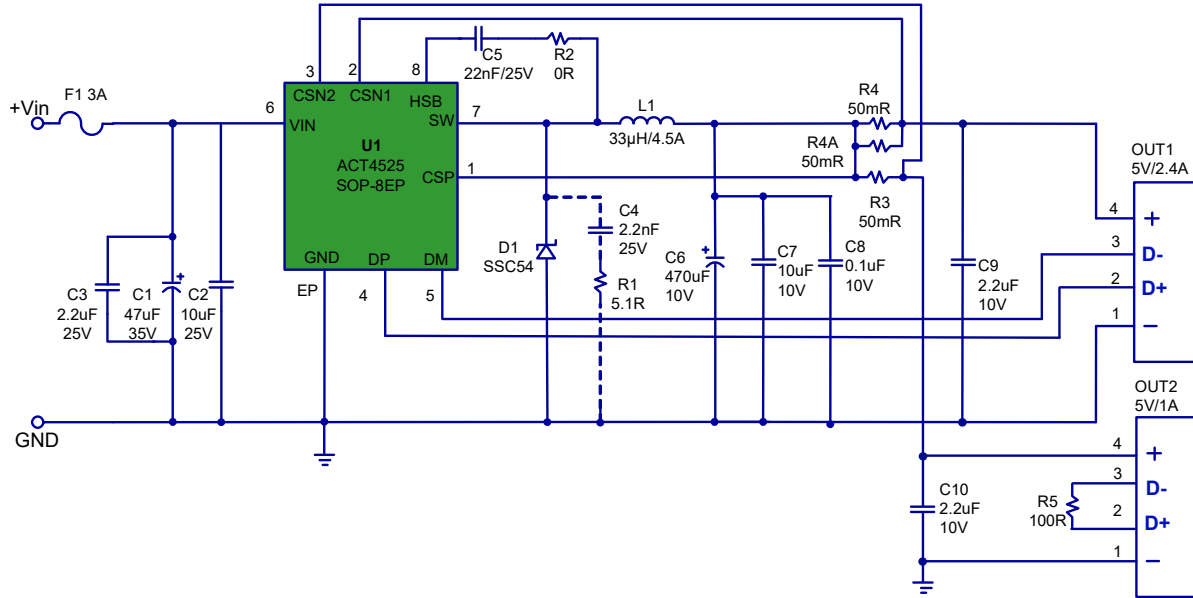 3
2
8
C5
22nF/25V
R2
0R
+Vin
F1 3A
6
CSN2
CSN1
HSB
VIN
SW
7
U1
ACT4525
SOP-8EP
CSP
1
L1
33µH/4.5A
R4
50mR
R4A
50mR
R3
50mR
OUT1
5V/2.4A
4
+
3
D-
2
D+
1
−
GND
DP
DM
EP
4
5
C3
2.2uF
25V
C1
+
47uF
35V
C2
10uF
25V
D1
SSC54
C4
2.2nF
25V
R1
5.1R
C6
+
470uF
10V
C7
10uF
10V
C8
0.1uF
10V
C9
2.2uF
10V
GND
OUT2
5V/1A
4
+
3
D-
2
D+
1
−
R5
100R
C10
2.2uF
10V